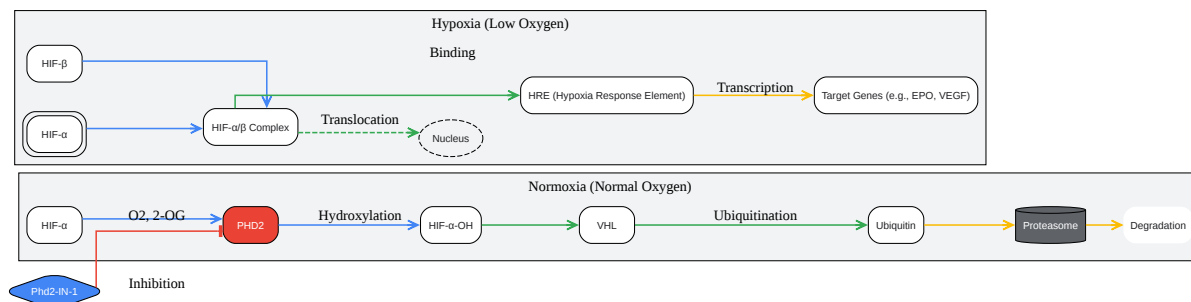 Hypoxia (Low Oxygen)
Binding
HIF-β
HRE (Hypoxia Response Element)
Transcription
Target Genes (e.g., EPO, VEGF)
HIF-α
HIF-α/β Complex
Translocation
Nucleus
Normoxia (Normal Oxygen)
HIF-α
O2, 2-OG
PHD2
Hydroxylation
HIF-α-OH
VHL
Ubiquitination
Ubiquitin
Proteasome
Degradation
Phd2-IN-1
Inhibition